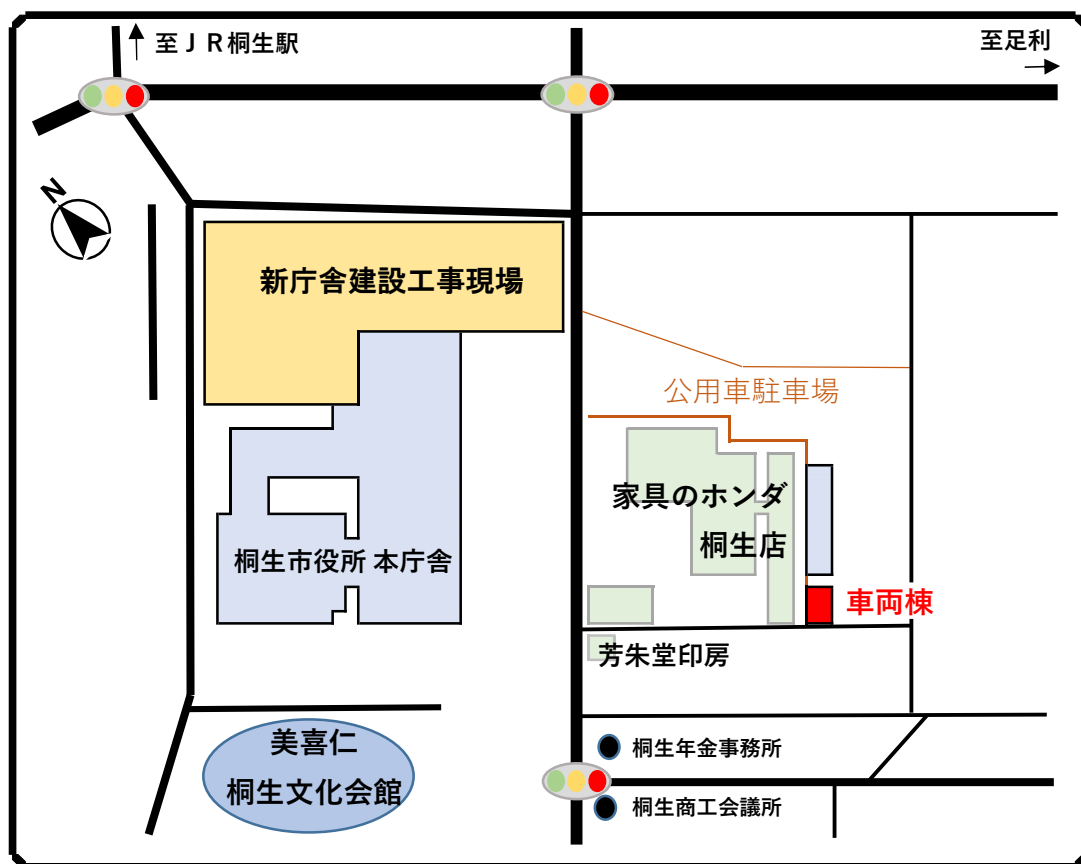 至ＪＲ桐生駅
至足利
N
新庁舎建設工事現場
公用車駐車場
家具のホンダ
桐生店
桐生市役所 本庁舎
車両棟
芳朱堂印房
美喜仁
桐生文化会館
桐生年金事務所
桐生商工会議所